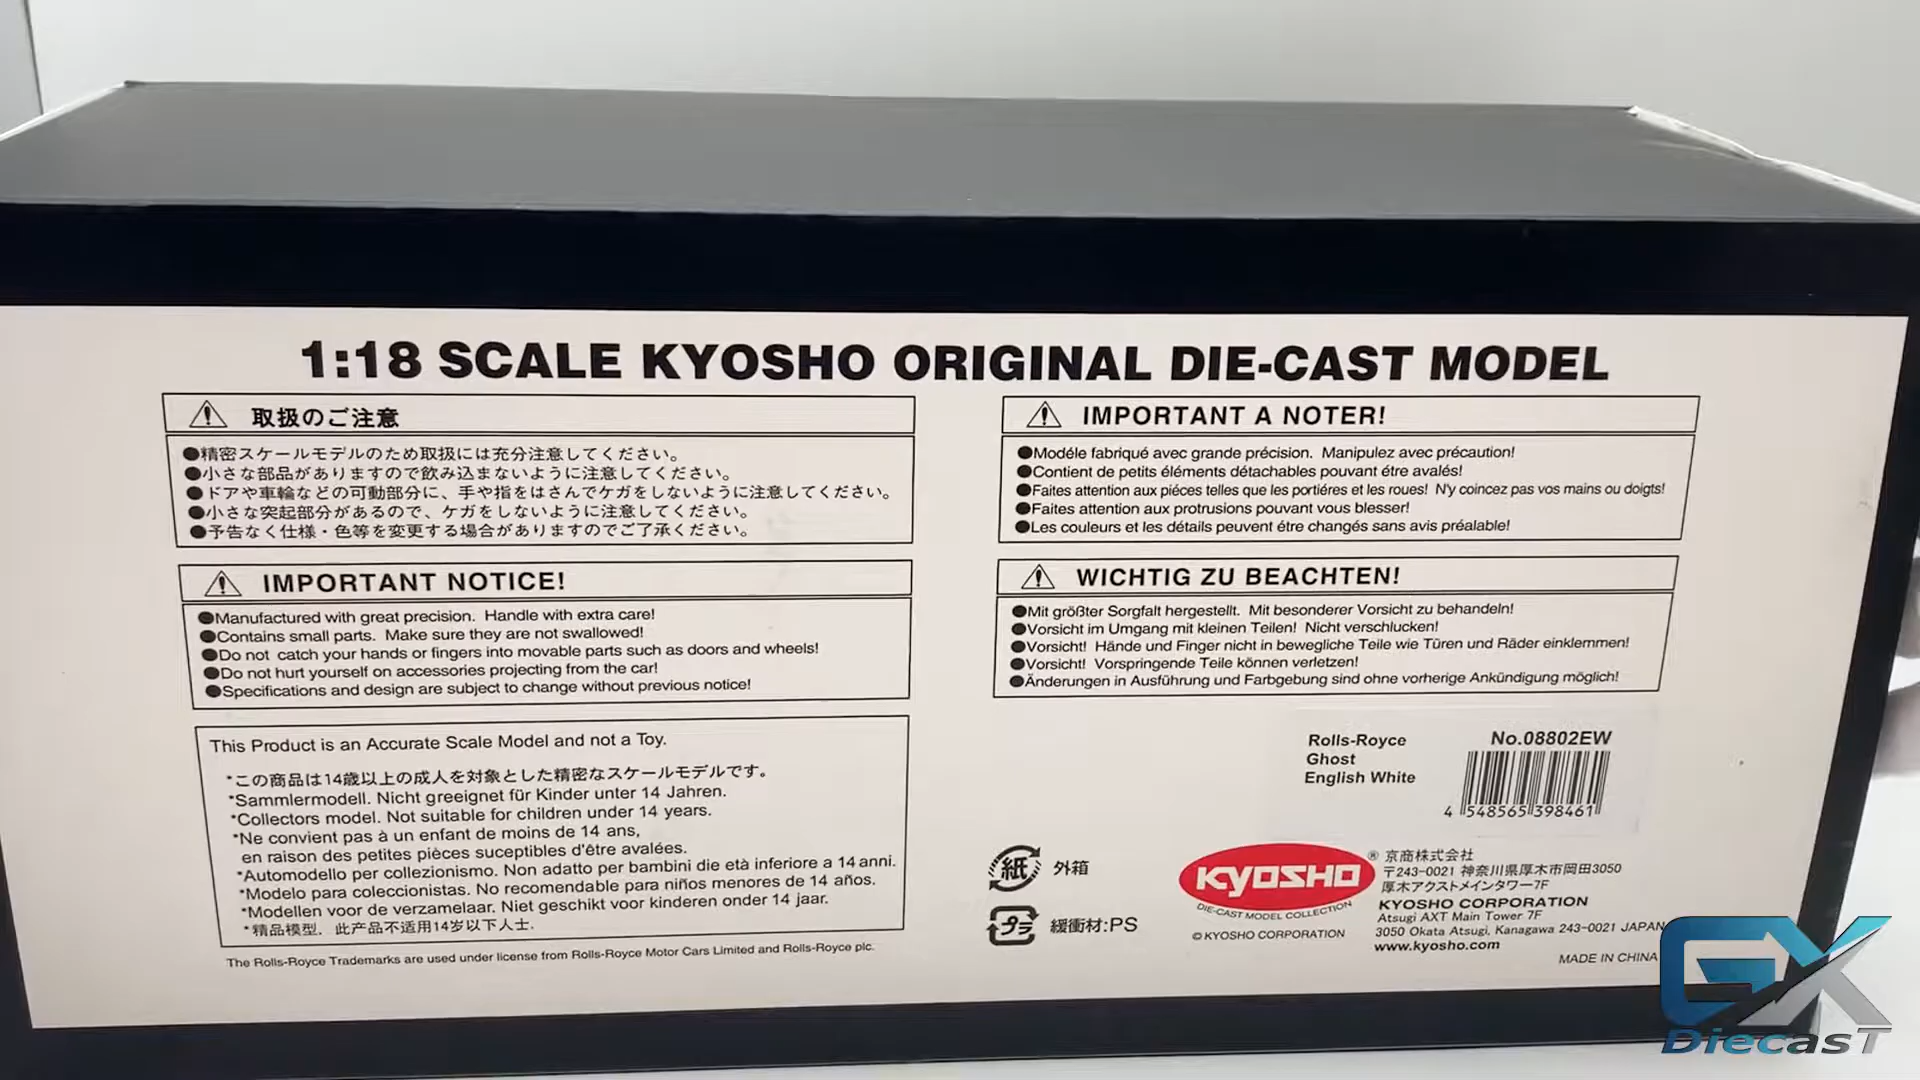 1:18 SCALE KYOSHO ORIGINAL DIE-CAST MODEL
取扱のご注意
●精密スケールモデルのため取扱には充分注意してください。
●小さな部品がありますので飲み込まないように注意してください。
●ドアや車輪などの可動部分に、手や指をはさんでケガをしないように注意してください。
●小さな突起部分があるので、ケガをしないように注意してください。
●予告なく仕様・色等を変更する場合がありますのでご了承ください。
IMPORTANT NOTICE!
●Manufactured with great precision. Handle with extra care!
●Contains small parts. Make sure they are not swallowed!
●Do not catch your hands or fingers into movable parts such as doors and wheels!
●Do not hurt yourself on accessories projecting from the car!
●Specifications and design are subject to change without previous notice!
This Product is an Accurate Scale Model and not a Toy.
*この商品は14歳以上の成人を対象とした精密なスケールモデルです。
*Sammlermodell. Nicht geeignet für Kinder unter 14 Jahren.
*Collectors model. Not suitable for children under 14 years.
*Ne convient pas à un enfant de moins de 14 ans,
en raison des petites pièces suceptibles d'être avalées.
*Automodello per collezionismo. Non adatto per bambini die età inferiore a 14 anni.
*Modelo para coleccionistas. No recomendable para niños menores de 14 años.
*Modellen voor de verzamelaar. Niet geschikt voor kinderen onder 14 jaar.
*精品模型. 此产品不适用14岁以下人士.
The Rolls-Royce Trademarks are used under license from Rolls-Royce Motor Cars Limited and Rolls-Royce plc.
IMPORTANT A NOTER!
●Modéle fabriqué avec grande précision. Manipulez avec précaution!
●Contient de petits éléments détachables pouvant étre avalés!
●Faites attention aux piéces telles que les portiéres et les roues! N'y coincez pas vos mains ou doigts!
●Faites attention aux protrusions pouvant vous blesser!
●Les couleurs et les détails peuvent étre changés sans avis préalable!
WICHTIG ZU BEACHTEN!
●Mit größter Sorgfalt hergestellt. Mit besonderer Vorsicht zu behandeln!
●Vorsicht im Umgang mit kleinen Teilen! Nicht verschlucken!
●Vorsicht! Hände und Finger nicht in bewegliche Teile wie Türen und Räder einklemmen!
●Vorsicht! Vorspringende Teile können verletzen!
●Änderungen in Ausführung und Farbgebung sind ohne vorherige Ankündigung möglich!
Rolls-Royce
Ghost
English White
No.08802EW
4 548565 398461
紙 外箱
プラ 緩衝材:PS
KYOSHO ®
DIE-CAST MODEL COLLECTION
© KYOSHO CORPORATION
京商株式会社
〒243-0021 神奈川県厚木市岡田3050
厚木アクストメインタワー7F
KYOSHO CORPORATION
Atsugi AXT Main Tower 7F
3050 Okata Atsugi, Kanagawa 243-0021 JAPAN
www.kyosho.com
MADE IN CHINA
GX
DiecasT